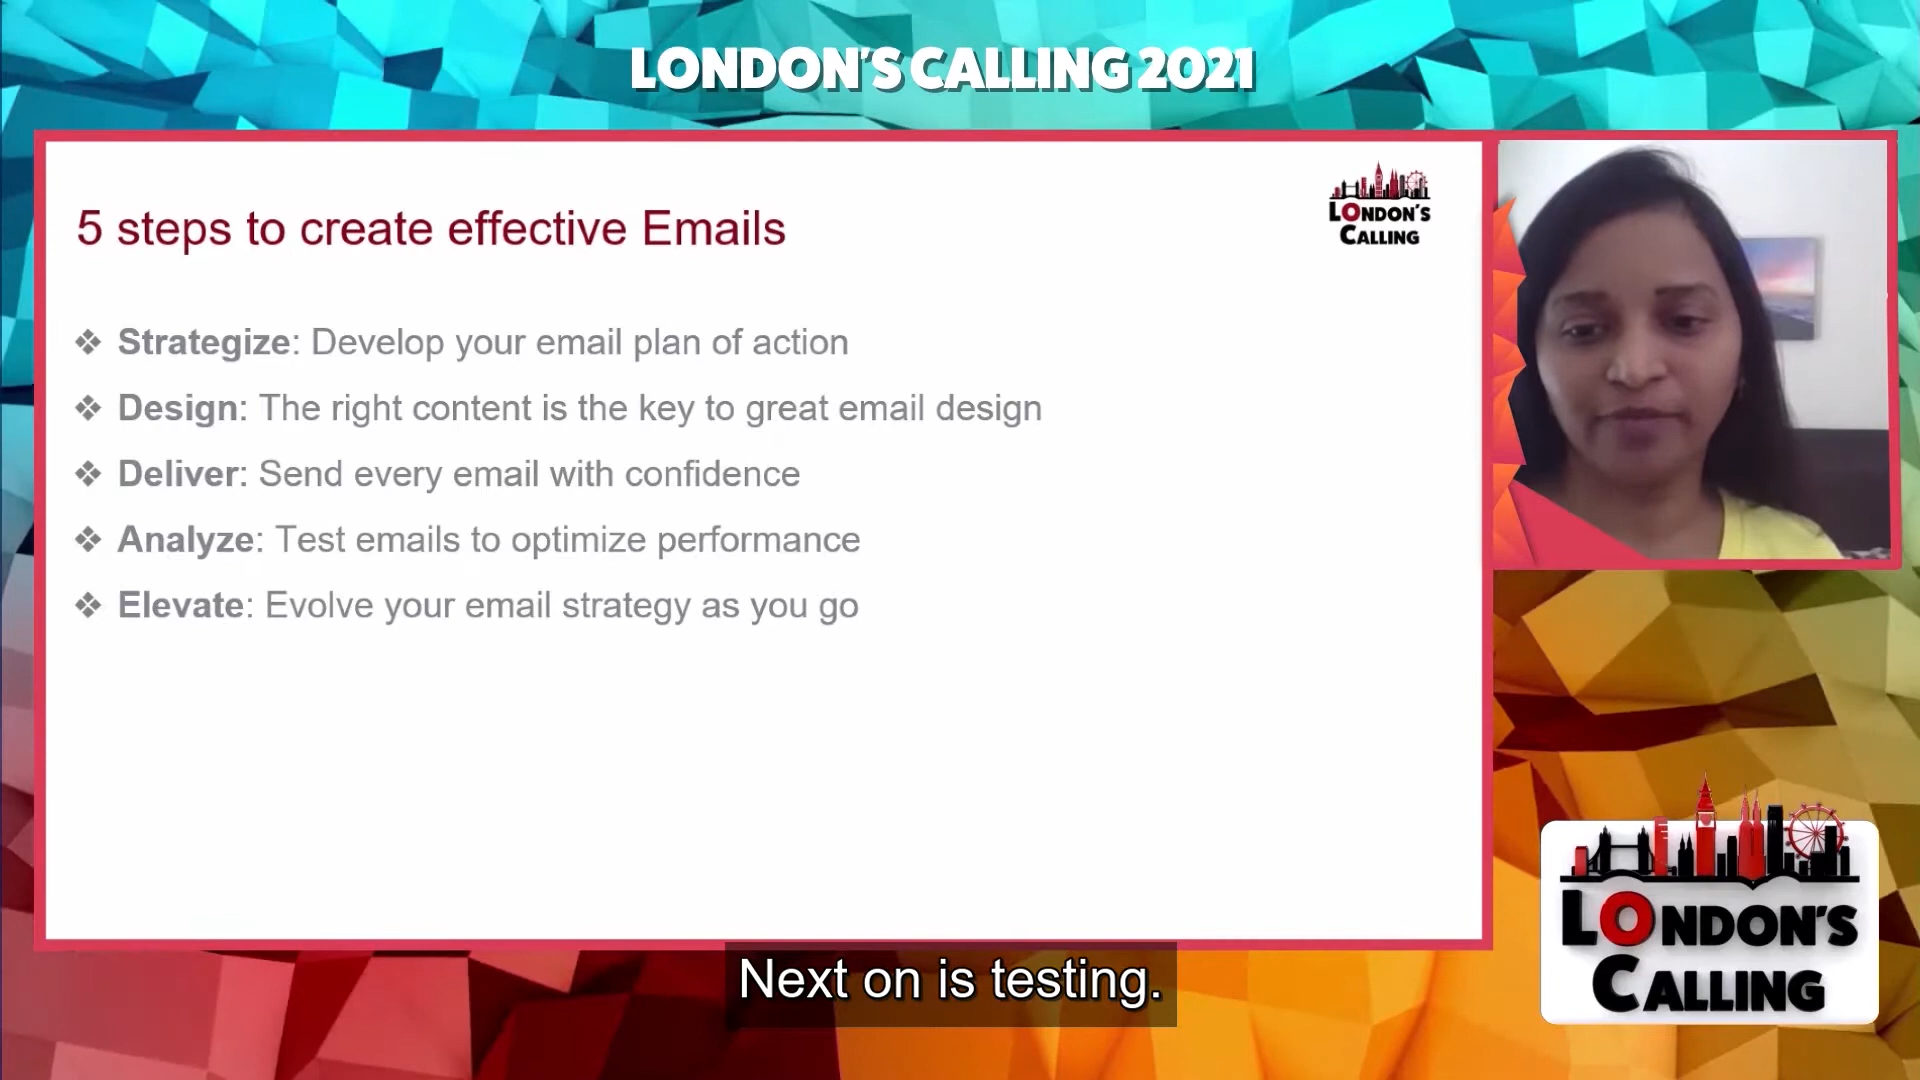 LONDON'S CALLING 2021
5 steps to create effective Emails
LONDON'S
CALLING
❖ Strategize: Develop your email plan of action
❖ Design: The right content is the key to great email design
❖ Deliver: Send every email with confidence
❖ Analyze: Test emails to optimize performance
❖ Elevate: Evolve your email strategy as you go
LONDON'S
CALLING
Next on is testing.